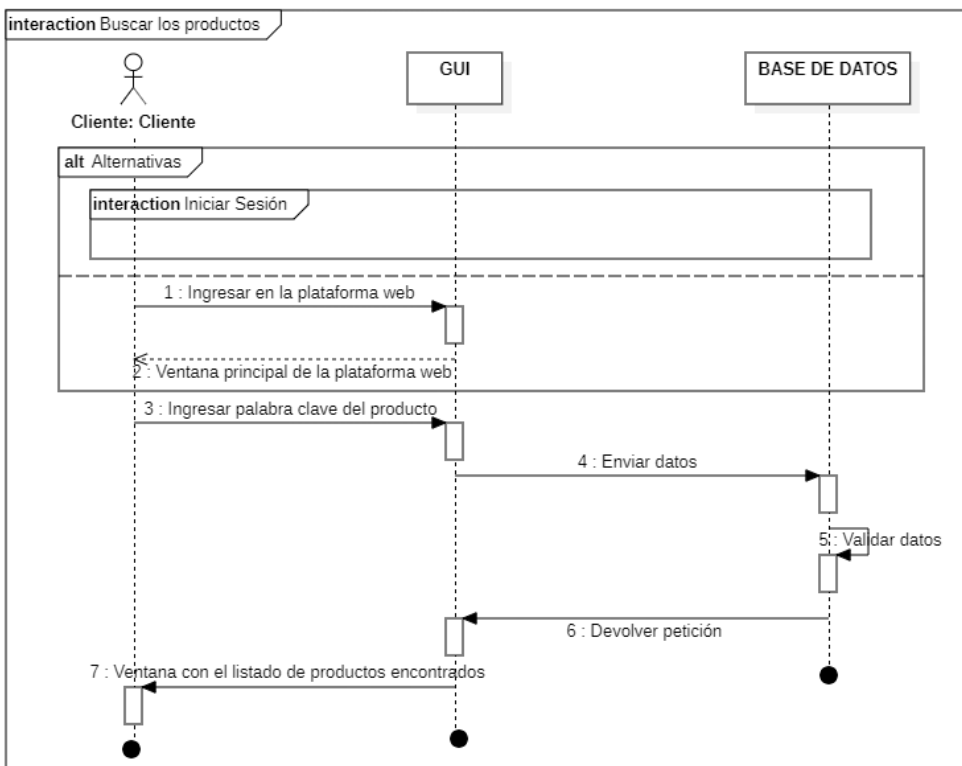 interaction Buscar los productos
GUI
BASE DE DATOS
Cliente: Cliente
alt Alternativas
interaction Iniciar Sesión
1 : Ingresar en la plataforma web
2 : Ventana principal de la plataforma web
3 : Ingresar palabra clave del producto
4 : Enviar datos
5 : Validar datos
6 : Devolver petición
7 : Ventana con el listado de productos encontrados